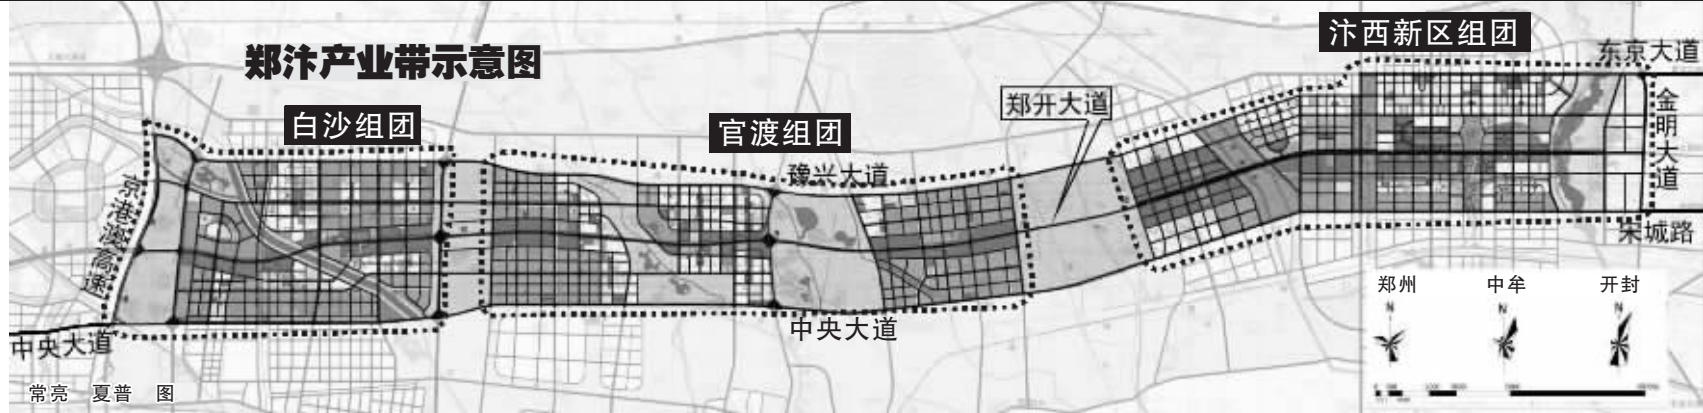 郑汴产业带示意图
汴西新区组团
东京大道
金明大道
郑开大道
白沙组团
官渡组团
豫兴大道
京港澳高速
宋城路
中央大道
中央大道
郑州 中牟 开封
N N N
常亮 夏普 图